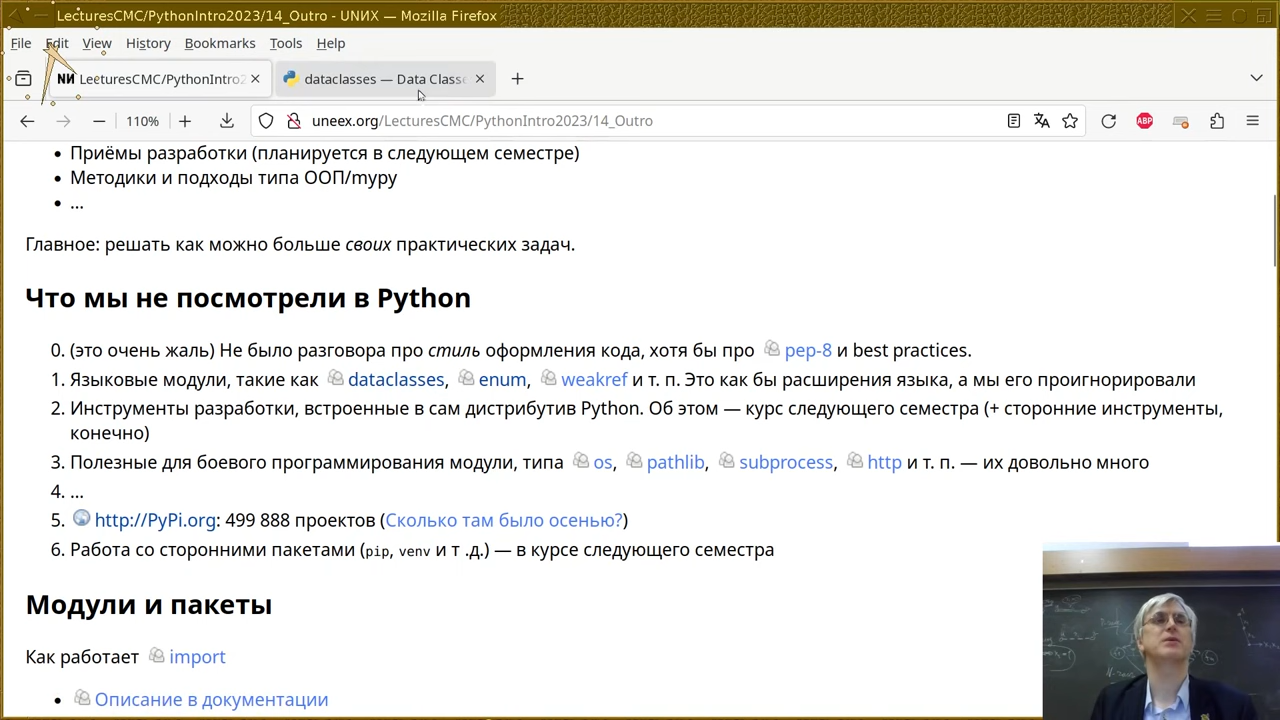 LecturesCMC/PythonIntro2023/14_Outro - UNИX — Mozilla Firefox
File Edit View History Bookmarks Tools Help
NИ LecturesCMC/PythonIntro2
dataclasses — Data Classe
110%
uneex.org/LecturesCMC/PythonIntro2023/14_Outro
ABP
• Приёмы разработки (планируется в следующем семестре)
• Методики и подходы типа ООП/mypy
• ...
Главное: решать как можно больше своих практических задач.
Что мы не посмотрели в Python
0. (это очень жаль) Не было разговора про стиль оформления кода, хотя бы про pep-8 и best practices.
1. Языковые модули, такие как dataclasses, enum, weakref и т. п. Это как бы расширения языка, а мы его проигнорировали
2. Инструменты разработки, встроенные в сам дистрибутив Python. Об этом — курс следующего семестра (+ сторонние инструменты,
конечно)
3. Полезные для боевого программирования модули, типа os, pathlib, subprocess, http и т. п. — их довольно много
4. ...
5. http://PyPi.org: 499 888 проектов (Сколько там было осенью?)
6. Работа со сторонними пакетами (pip, venv и т .д.) — в курсе следующего семестра
Модули и пакеты
Как работает import
• Описание в документации